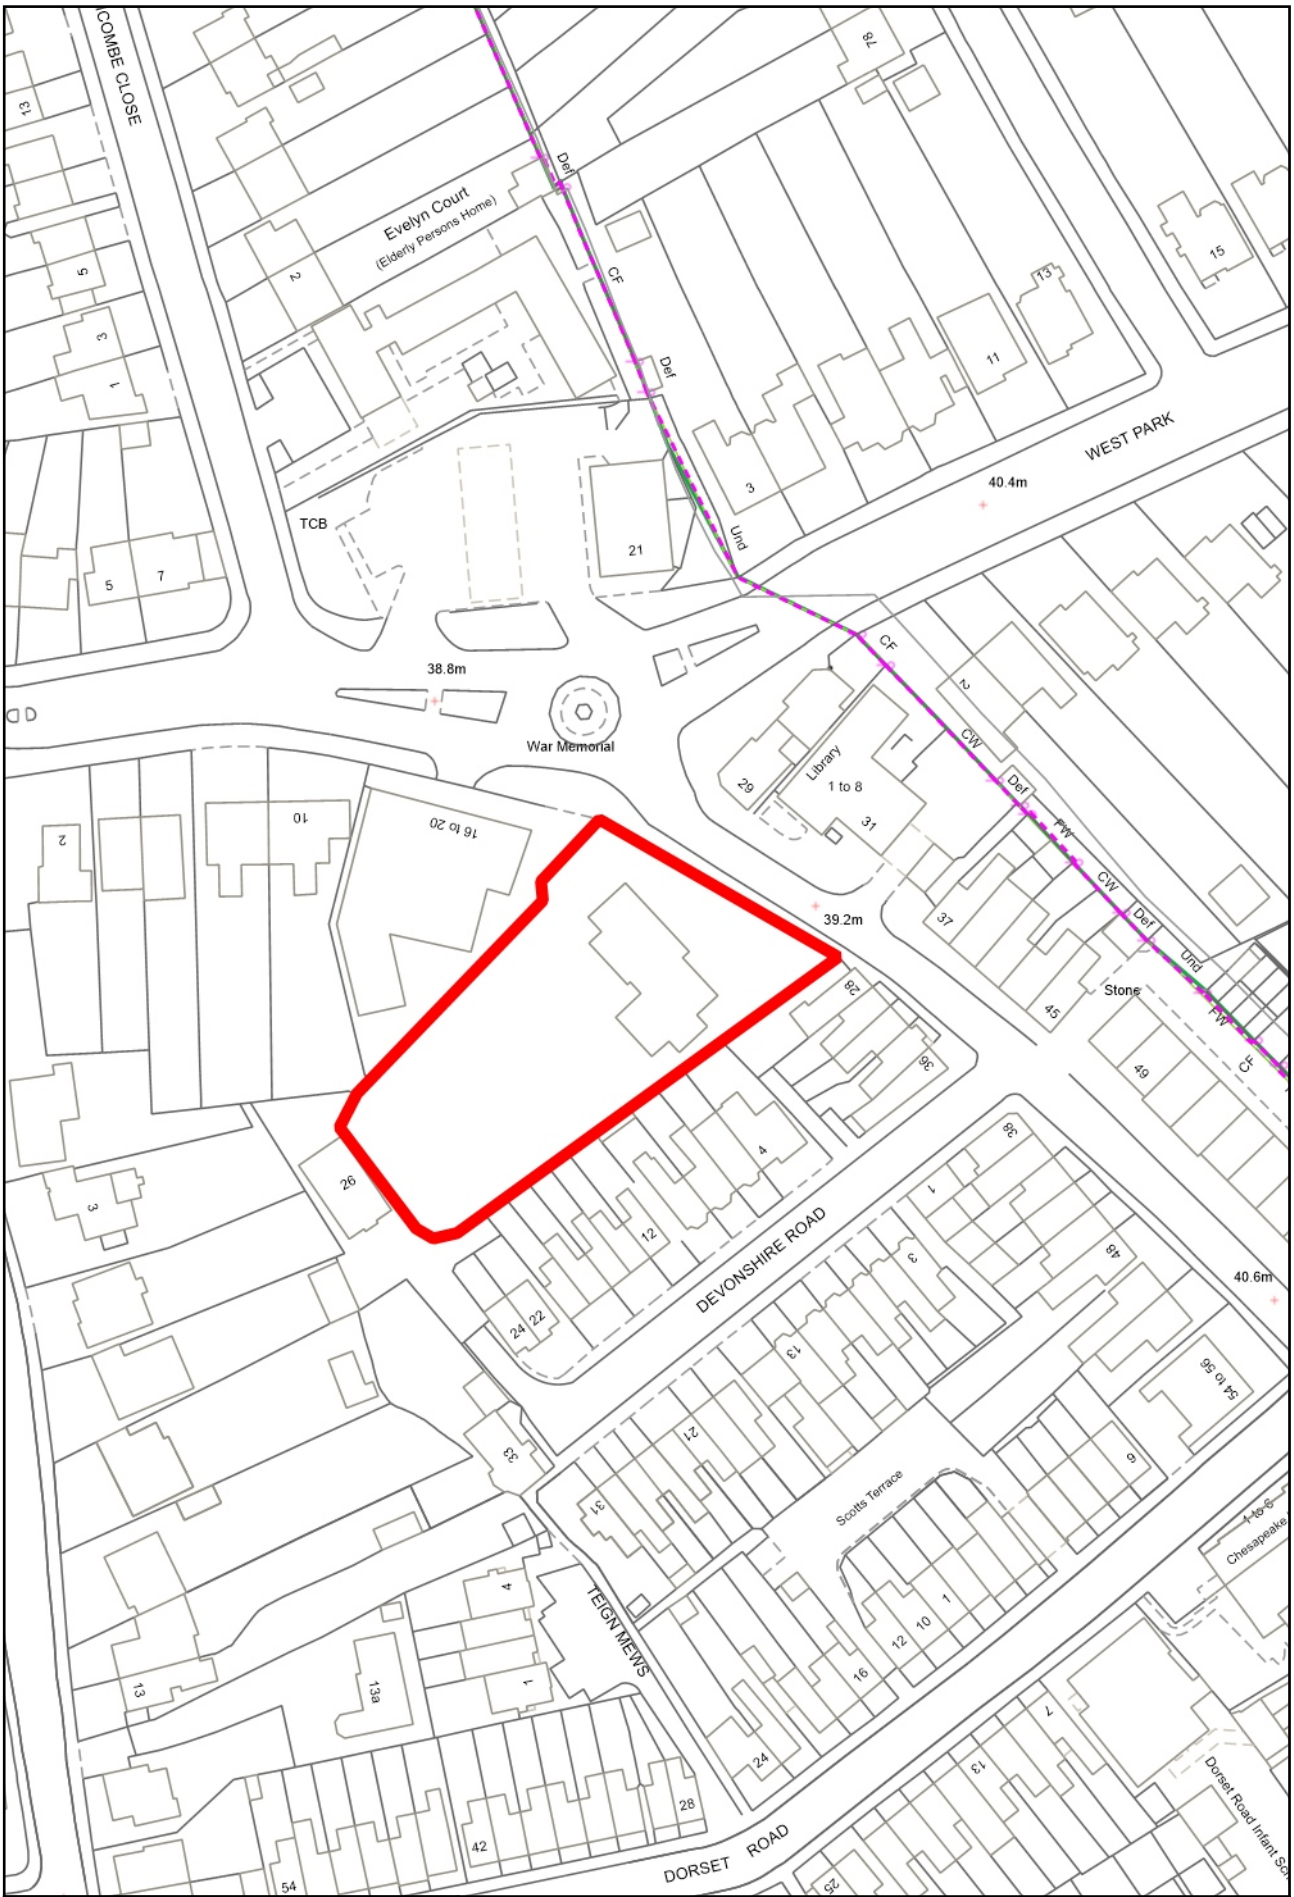 COMBE CLOSE
78
13
Def
Evelyn Court
(Elderly Persons Home)
15
5
2
CF
13
3
1
Def
11
WEST PARK
3
40.4m
TCB
Und
21
5
7
CF
38.8m
2
War Memorial
CW
Library
29
1 to 8
Def
31
FW
10
16 to 20
2
CW
Def
37
39.2m
Und
28
Stone
45
FW
CF
36
49
38
4
26
1
3
12
DEVONSHIRE ROAD
3
48
40.6m
24
22
13
54 to 56
21
33
9
31
Scotts Terrace
1 to 6
Chesapeake
4
TEIGN MEWS
1
10
12
16
13
13a
1
7
24
13
28
Dorset Road Infant Sc
42
DORSET ROAD
54
25